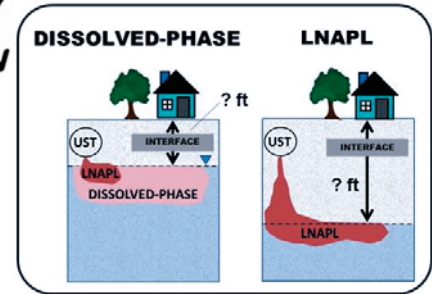 DISSOLVED-PHASE
LNAPL
? ft
UST
INTERFACE
LNAPL
DISSOLVED-PHASE
UST
INTERFACE
? ft
LNAPL